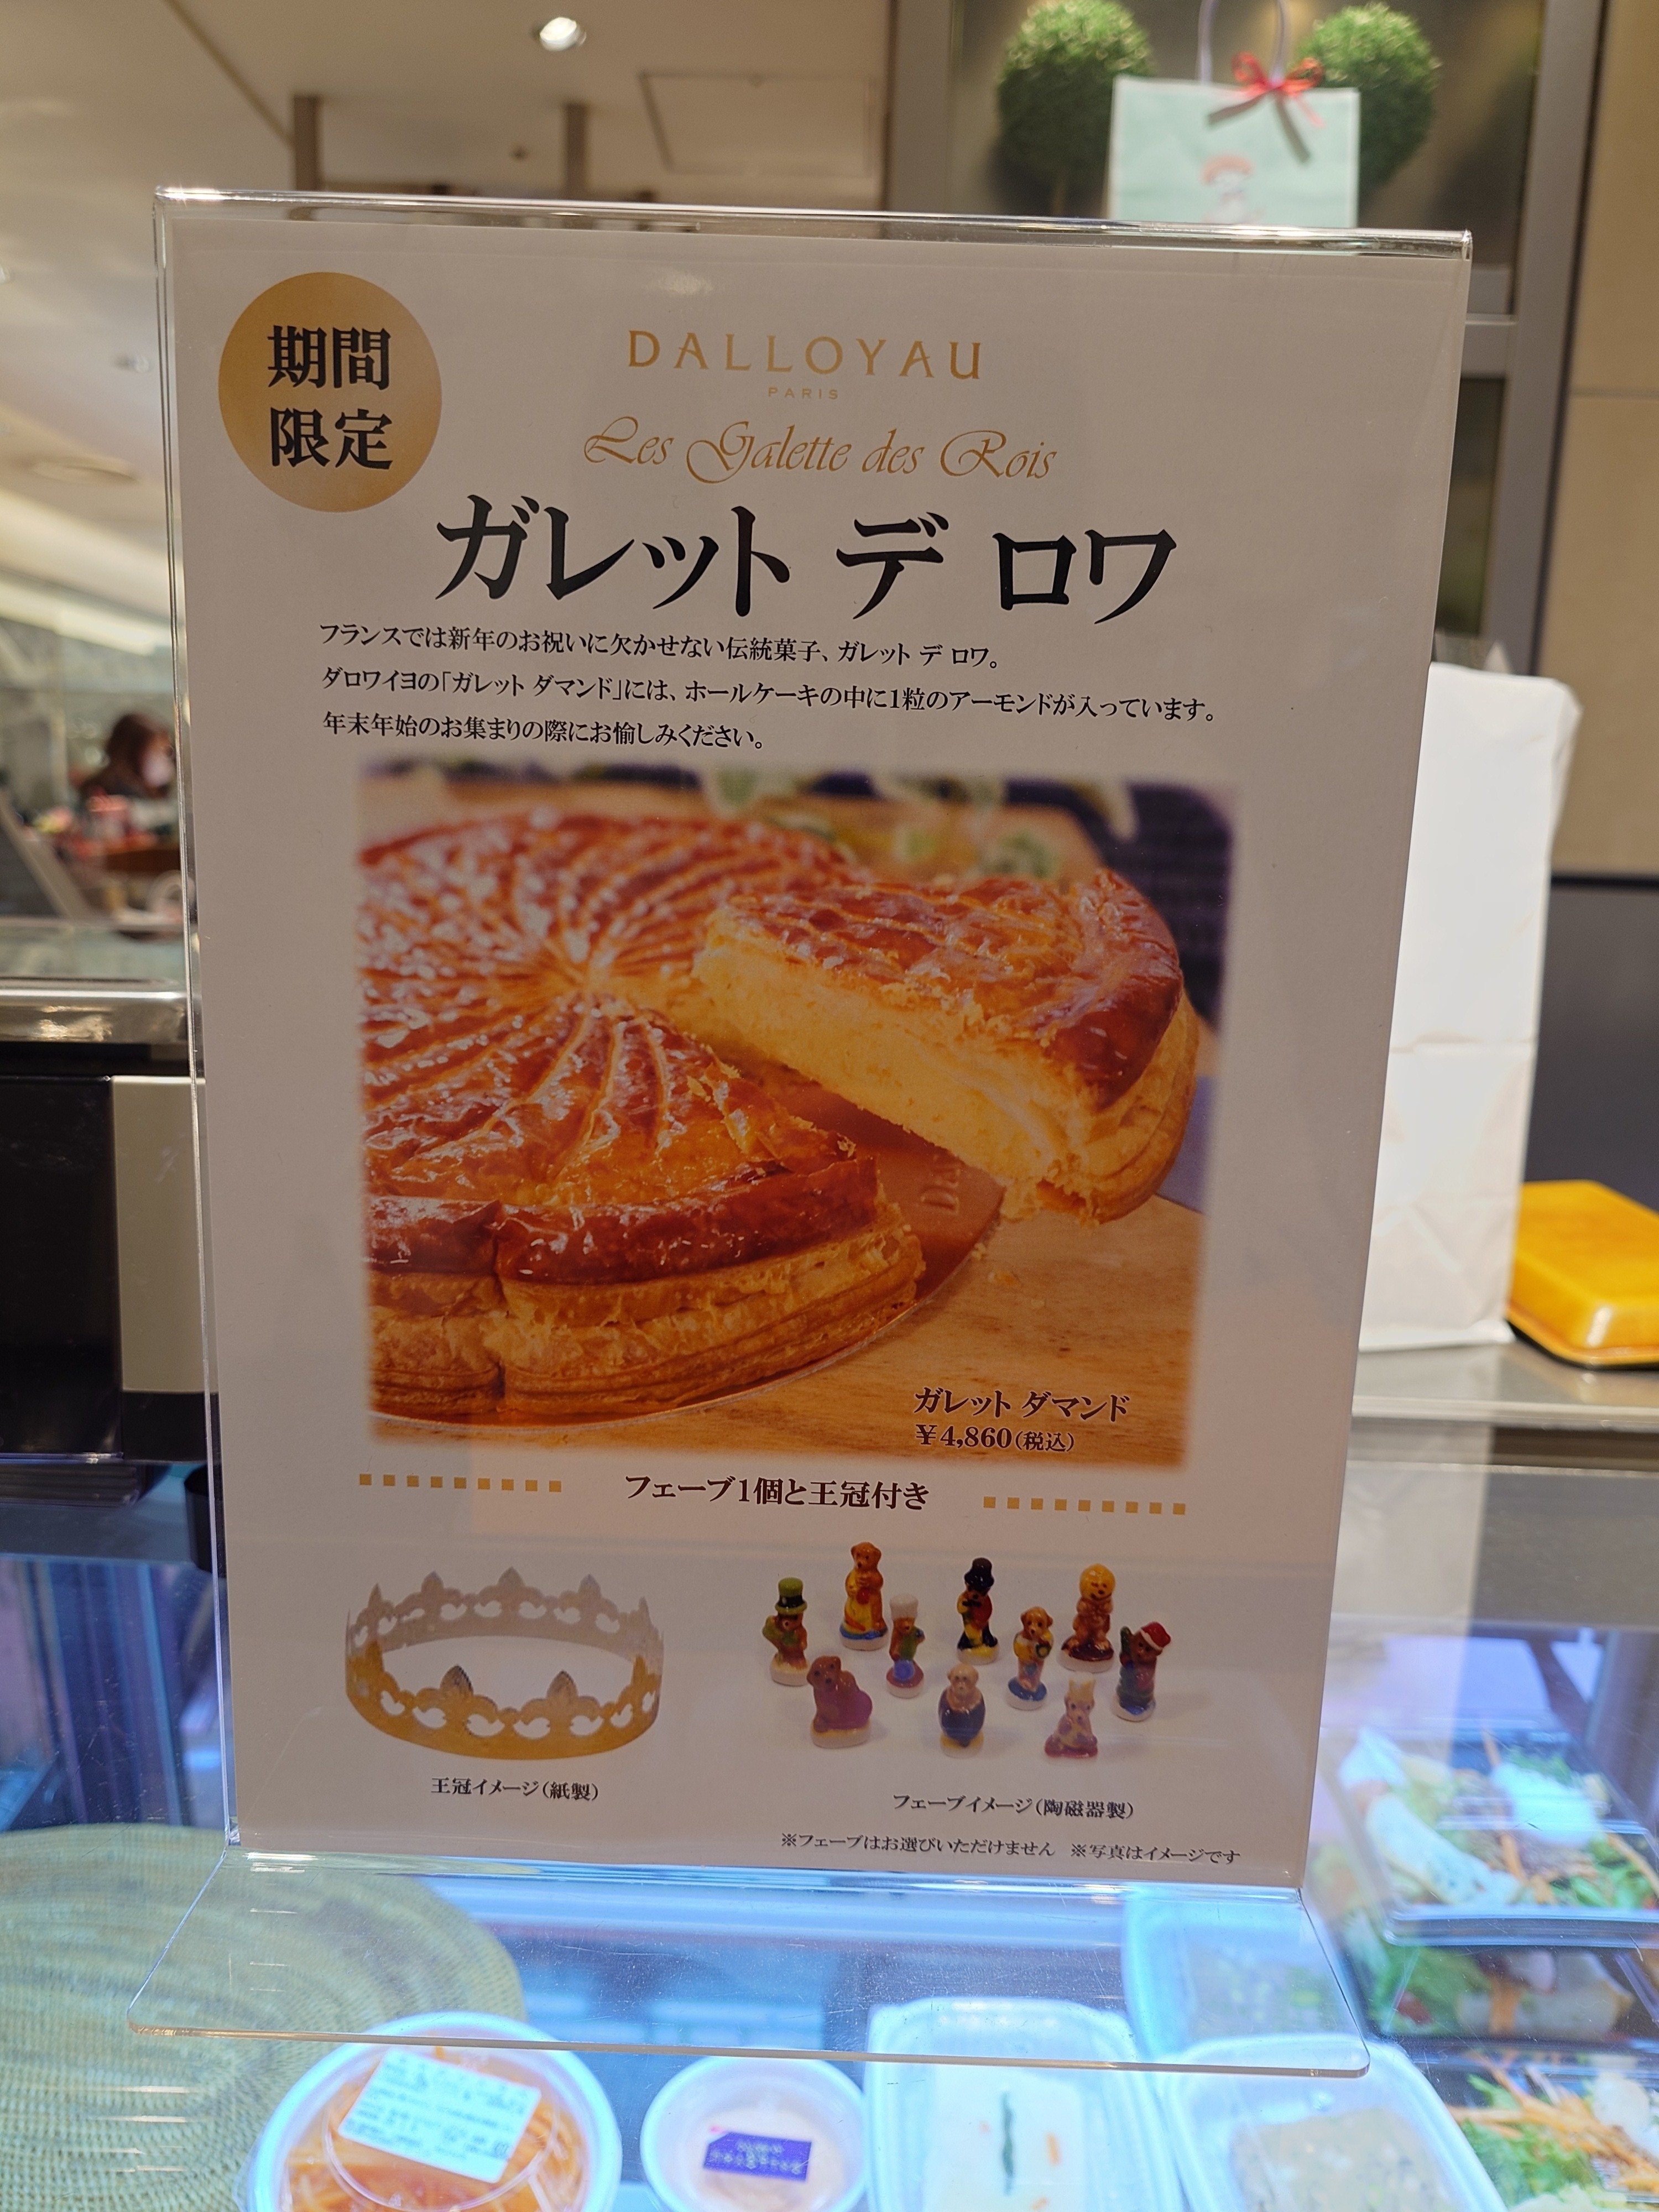 期間
限定
DALLOYAU
PARIS
Les Galette des Rois
ガレット デ ロワ
フランスでは新年のお祝いに欠かせない伝統菓子、ガレット デ ロワ。
ダロワイヨの「ガレット ダマンド」には、ホールケーキの中に1粒のアーモンドが入っています。
年末年始のお集まりの際にお愉しみください。
ガレット ダマンド
¥4,860(税込)
フェーブ1個と王冠付き
王冠イメージ(紙製)
フェーブイメージ(陶磁器製)
※フェーブはお選びいただけません ※写真はイメージです